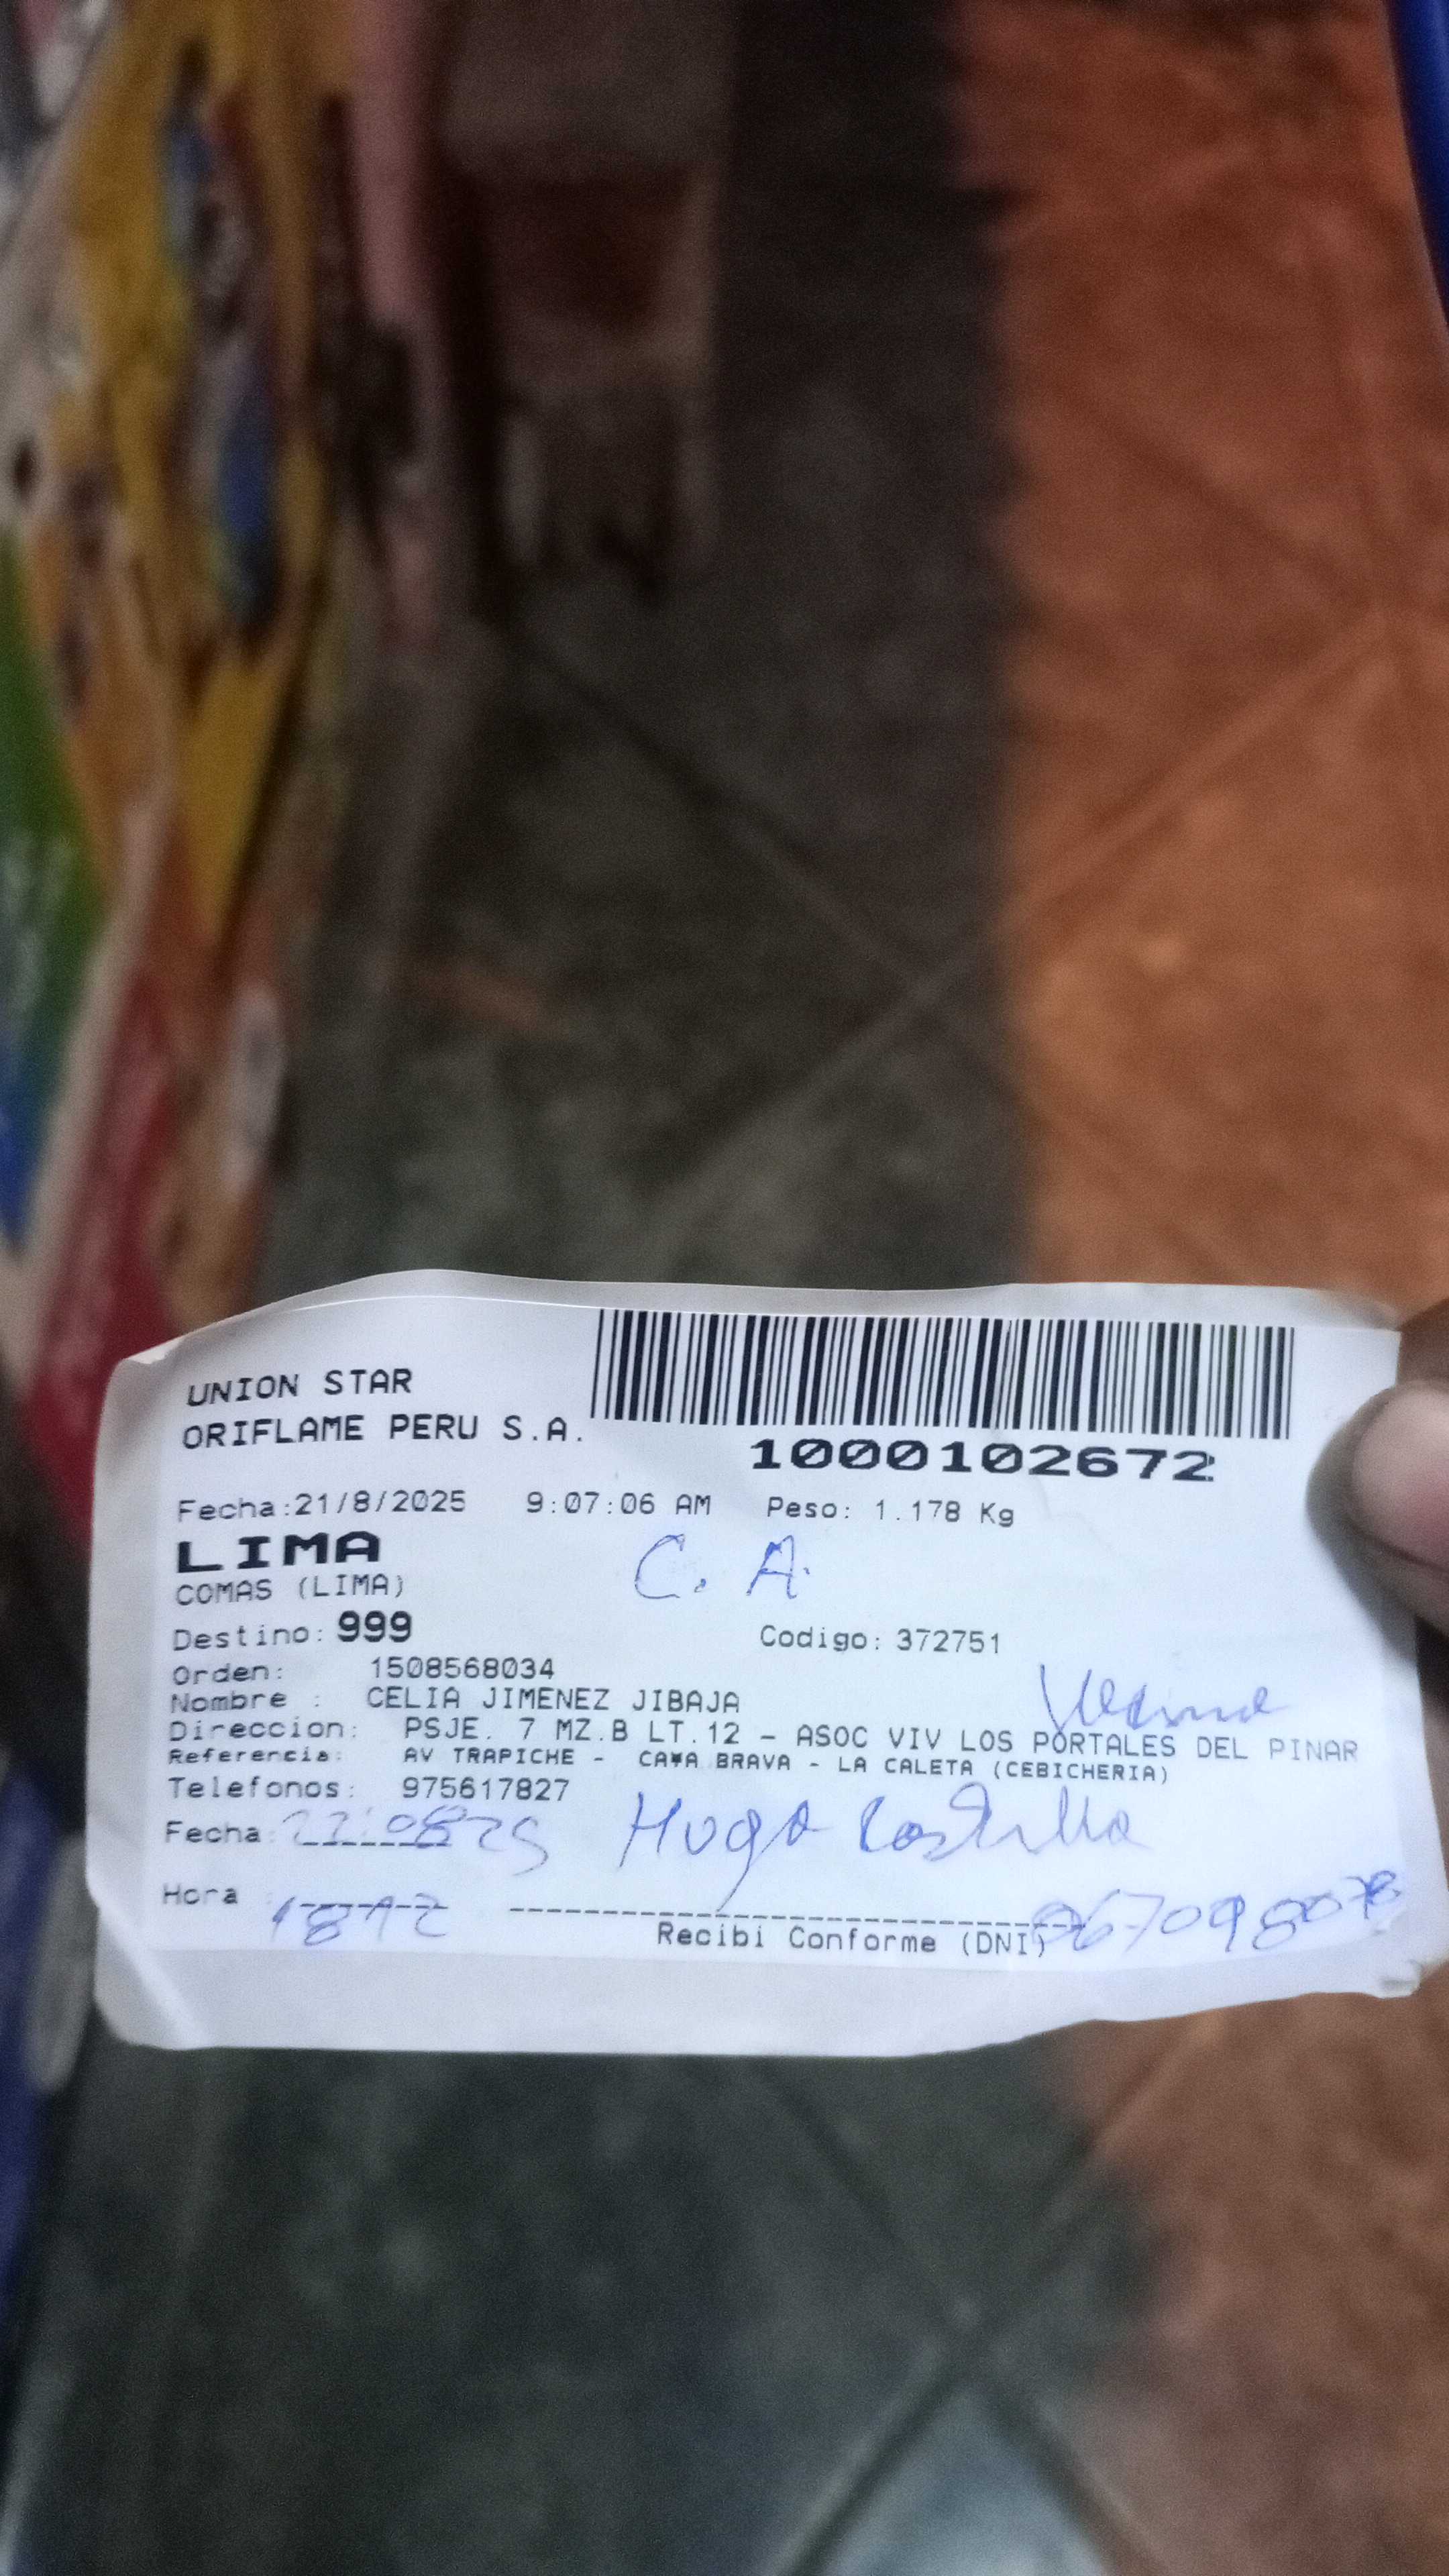 UNION STAR
ORIFLAME PERU S.A.
1000102672
Fecha:21/8/2025 9:07:06 AM Peso: 1.178 Kg
LIMA
COMAS (LIMA)
C. A.
Destino: 999 Codigo: 372751
Orden: 1508568034
Nombre : CELIA JIMENEZ JIBAJA
Direccion: PSJE. 7 MZ.B LT.12 - ASOC VIV LOS PORTALES DEL PINAR
Referencia: AV TRAPICHE - CA¥A BRAVA - LA CALETA (CEBICHERIA)
Telefonos: 975617827
Fecha: Hugo Castilla
Hora : 1812
Recibi Conforme (DNI)